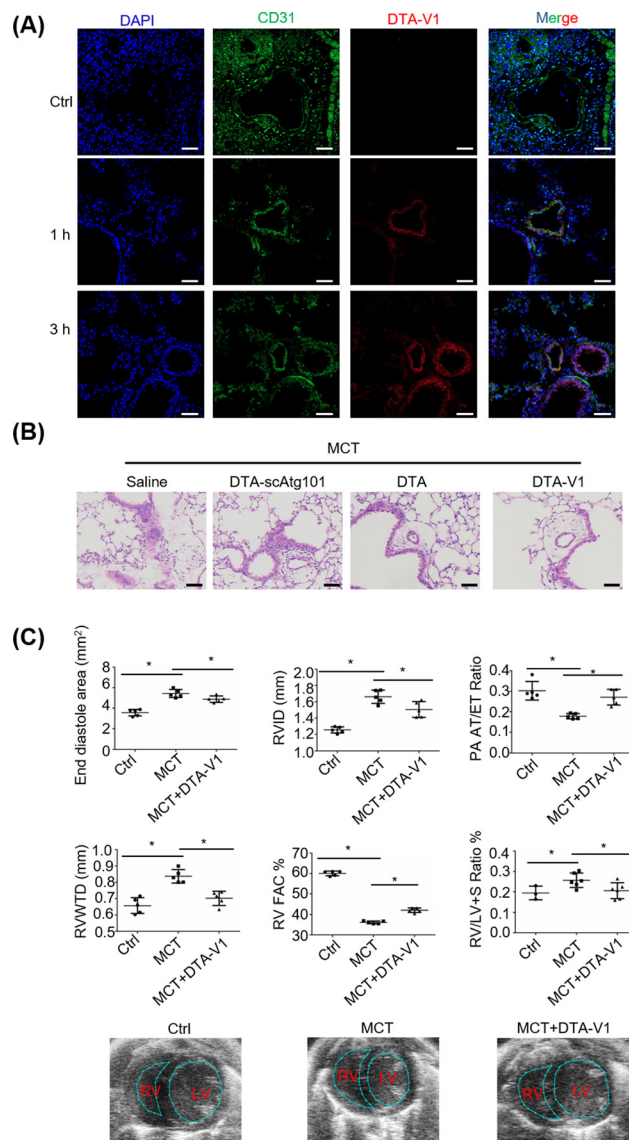 (A)
DAPI CD31 DTA-V1 Merge
Ctrl
1 h
3 h
(B)
MCT
Saline DTA-scAtg101 DTA DTA-V1
(C)
End diastole area (mm²)
8
6
4
2
0
Ctrl
MCT
MCT+DTA-V1
*
*
RVID (mm)
2.0
1.8
1.6
1.4
1.2
1.0
Ctrl
MCT
MCT+DTA-V1
*
*
PA AT/ET Ratio
0.4
0.3
0.2
0.1
0.0
Ctrl
MCT
MCT+DTA-V1
*
*
RVWTD (mm)
1.0
0.9
0.8
0.7
0.6
0.5
Ctrl
MCT
MCT+DTA-V1
*
*
RV FAC %
70
60
50
40
30
Ctrl
MCT
MCT+DTA-V1
*
*
RV/LV+S Ratio %
0.4
0.3
0.2
0.1
0.0
Ctrl
MCT
MCT+DTA-V1
*
*
Ctrl MCT MCT+DTA-V1
RV LV RV LV RV LV